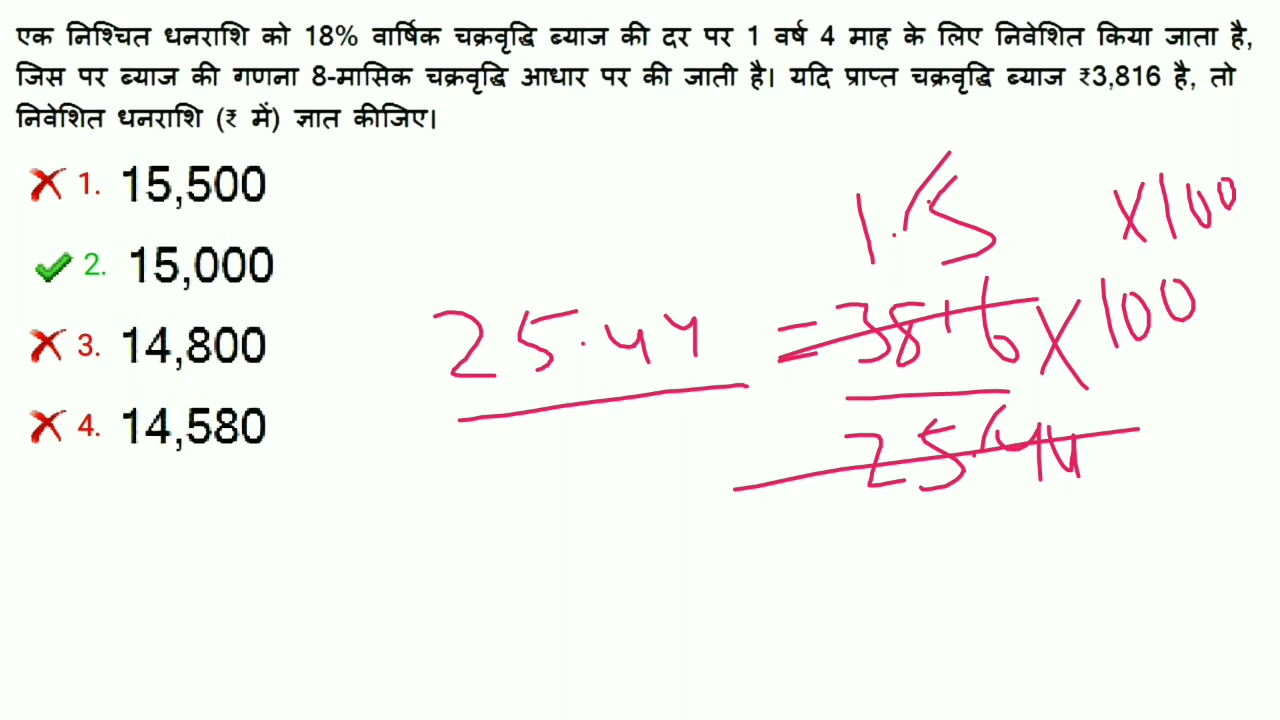 एक निश्चित धनराशि को 18% वार्षिक चक्रवृद्धि ब्याज की दर पर 1 वर्ष 4 माह के लिए निवेशित किया जाता है,
जिस पर ब्याज की गणना 8-मासिक चक्रवृद्धि आधार पर की जाती है। यदि प्राप्त चक्रवृद्धि ब्याज ₹3,816 है, तो
निवेशित धनराशि (₹ में) ज्ञात कीजिए।
1. 15,500
2. 15,000
3. 14,800
4. 14,580
1.5 x100
25.44 = 3816 x 100
25.44